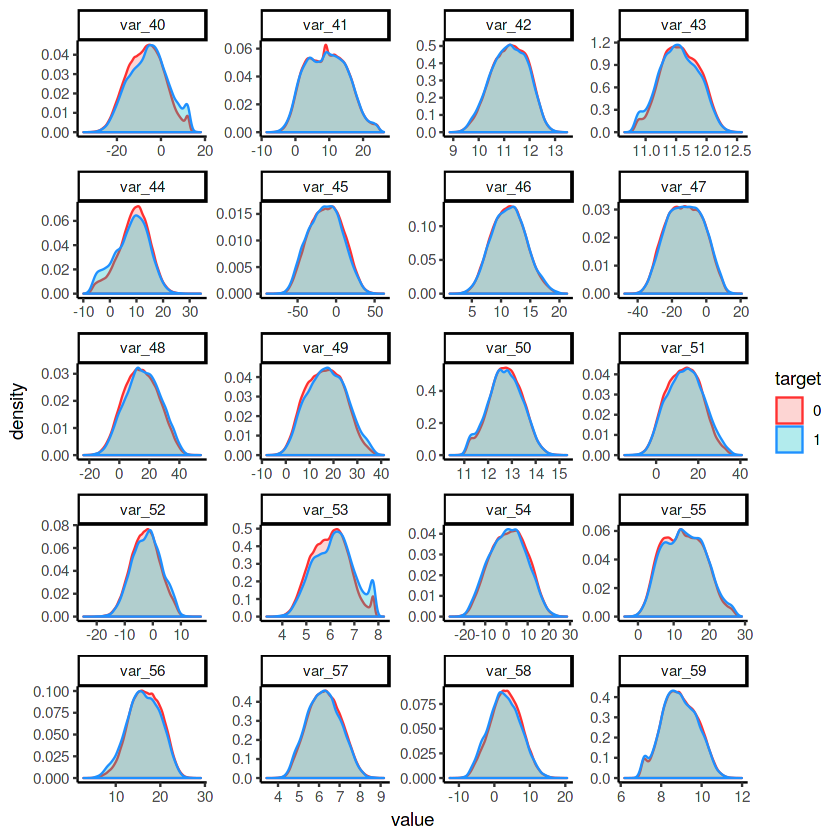 var_40 var_41 var_42 var_43
0.04 0.03 0.02 0.01 0.00
0.06 0.04 0.02 0.00
0.5 0.4 0.3 0.2 0.1 0.0
1.2 0.9 0.6 0.3 0.0
-20 0 20
-10 0 10 20
9 10 11 12 13
11.0 11.5 12.0 12.5
var_44 var_45 var_46 var_47
0.06 0.04 0.02 0.00
0.015 0.010 0.005 0.000
0.10 0.05 0.00
0.03 0.02 0.01 0.00
-10 0 10 20 30
-50 0 50
5 10 15 20
-40 -20 0 20
var_48 var_49 var_50 var_51
0.03 0.02 0.01 0.00
0.04 0.03 0.02 0.01 0.00
0.4 0.2 0.0
0.04 0.03 0.02 0.01 0.00
-20 0 20 40
-10 0 10 20 30 40
11 12 13 14 15
0 20 40
var_52 var_53 var_54 var_55
0.08 0.06 0.04 0.02 0.00
0.5 0.4 0.3 0.2 0.1 0.0
0.04 0.03 0.02 0.01 0.00
0.06 0.04 0.02 0.00
-20 -10 0 10
4 5 6 7 8
-20 -10 0 10 20 30
0 10 20 30
var_56 var_57 var_58 var_59
0.100 0.075 0.050 0.025 0.000
0.4 0.3 0.2 0.1 0.0
0.075 0.050 0.025 0.000
0.4 0.3 0.2 0.1 0.0
10 20 30
4 5 6 7 8 9
-10 0 10 20
6 8 10 12
density
value
target
0
1